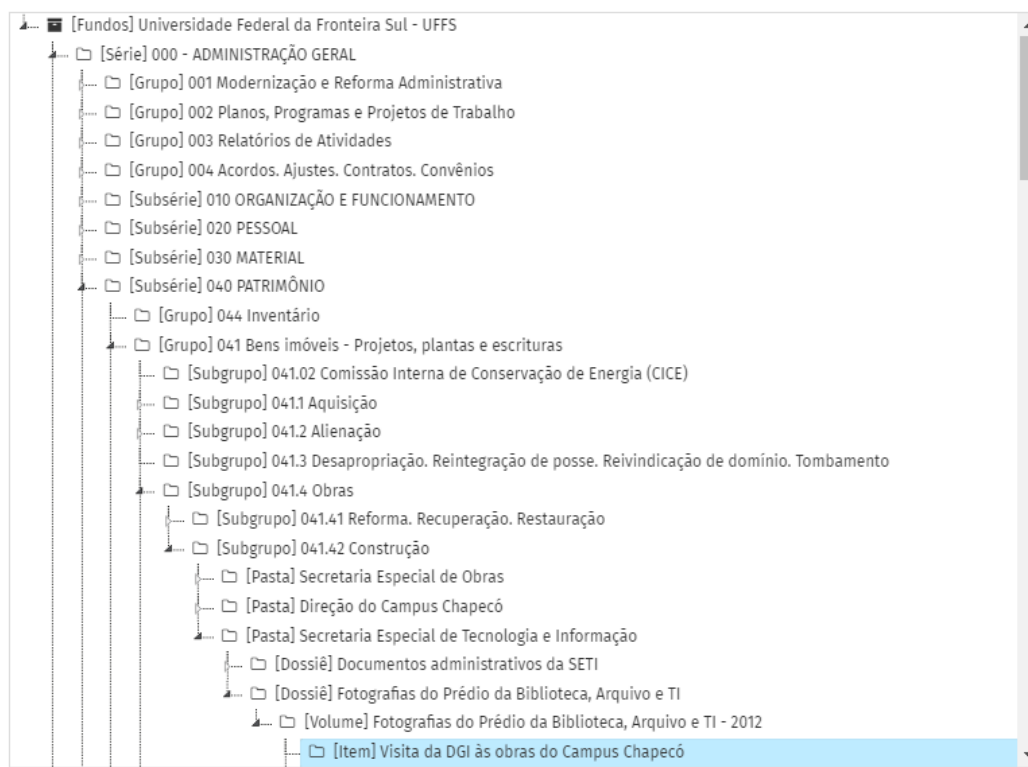 [Fundos] Universidade Federal da Fronteira Sul - UFFS
[Série] 000 - ADMINISTRAÇÃO GERAL
[Grupo] 001 Modernização e Reforma Administrativa
[Grupo] 002 Planos, Programas e Projetos de Trabalho
[Grupo] 003 Relatórios de Atividades
[Grupo] 004 Acordos. Ajustes. Contratos. Convênios
[Subsérie] 010 ORGANIZAÇÃO E FUNCIONAMENTO
[Subsérie] 020 PESSOAL
[Subsérie] 030 MATERIAL
[Subsérie] 040 PATRIMÔNIO
[Grupo] 044 Inventário
[Grupo] 041 Bens imóveis - Projetos, plantas e escrituras
[Subgrupo] 041.02 Comissão Interna de Conservação de Energia (CICE)
[Subgrupo] 041.1 Aquisição
[Subgrupo] 041.2 Alienação
[Subgrupo] 041.3 Desapropriação. Reintegração de posse. Reivindicação de domínio. Tombamento
[Subgrupo] 041.4 Obras
[Subgrupo] 041.41 Reforma. Recuperação. Restauração
[Subgrupo] 041.42 Construção
[Pasta] Secretaria Especial de Obras
[Pasta] Direção do Campus Chapecó
[Pasta] Secretaria Especial de Tecnologia e Informação
[Dossiê] Documentos administrativos da SETI
[Dossiê] Fotografias do Prédio da Biblioteca, Arquivo e TI
[Volume] Fotografias do Prédio da Biblioteca, Arquivo e TI - 2012
[Item] Visita da DGI às obras do Campus Chapecó